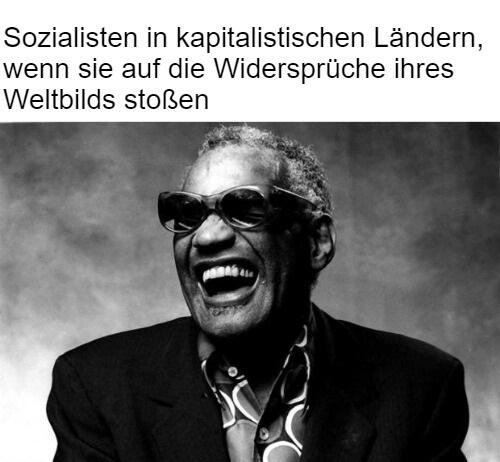 Sozialisten in kapitalistischen Ländern,
wenn sie auf die Widersprüche ihres
Weltbilds stoßen